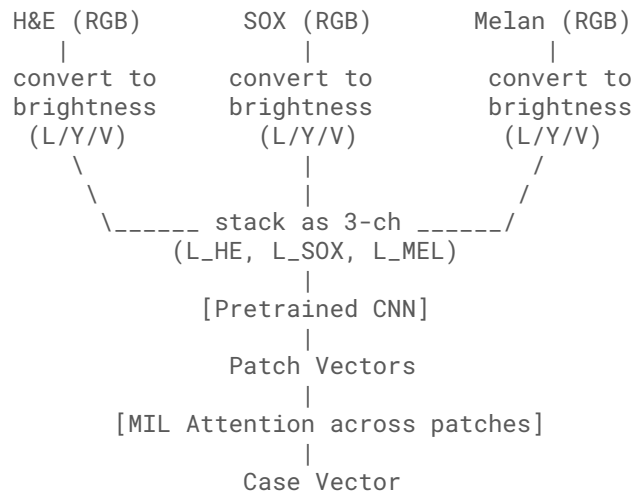 H&E (RGB) SOX (RGB) Melan (RGB)
convert to convert to convert to
brightness brightness brightness
(L/Y/V) (L/Y/V) (L/Y/V)
stack as 3-ch
(L_HE, L_SOX, L_MEL)
[Pretrained CNN]
Patch Vectors
[MIL Attention across patches]
Case Vector